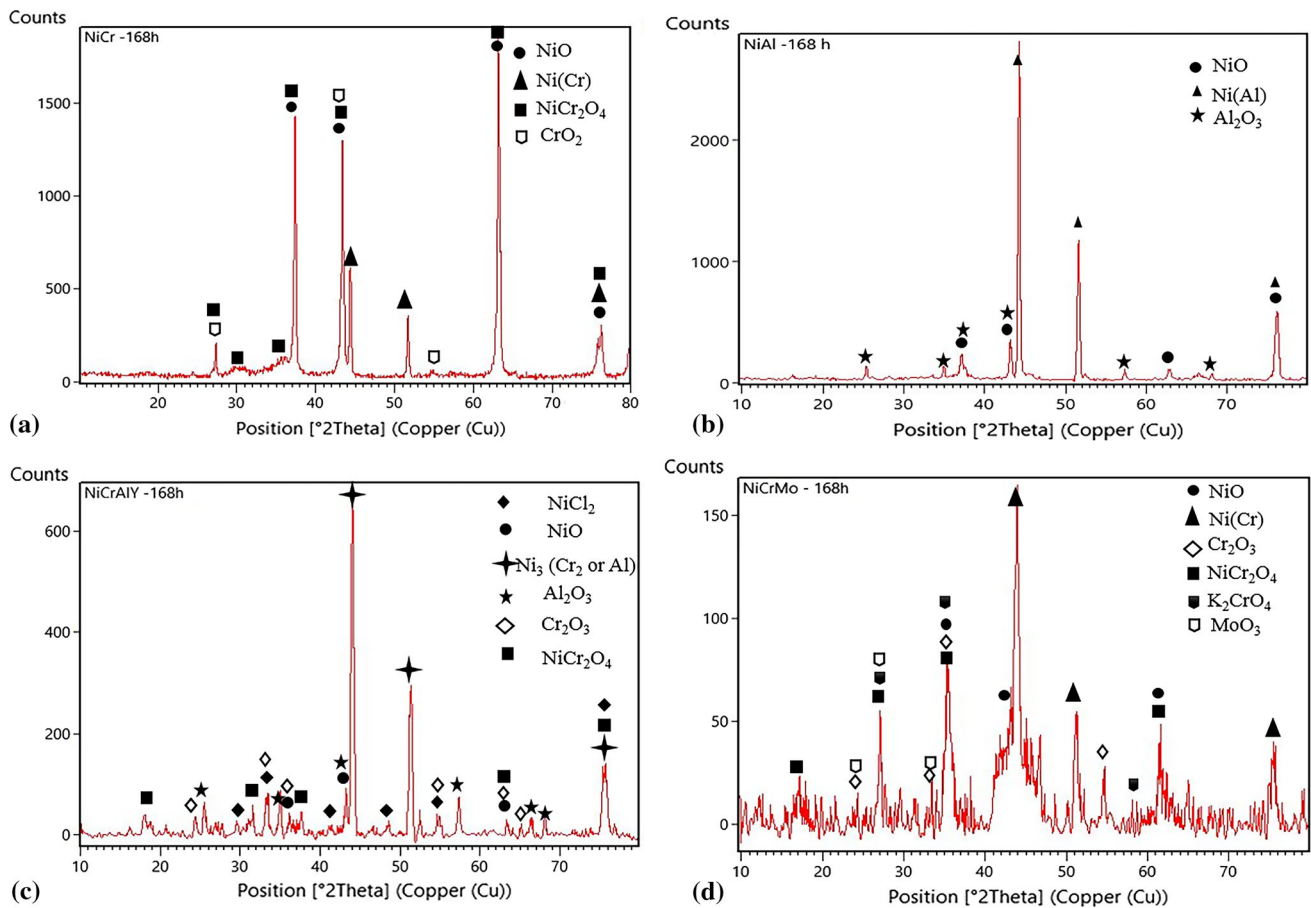 Counts
NiCr -168h
NiO
Ni(Cr)
NiCr2O4
CrO2
1500
1000
500
0
20 30 40 50 60 70 80
Position [°2Theta] (Copper (Cu))
(a)
Counts
NiAl -168 h
NiO
Ni(Al)
Al2O3
2000
1000
0
10 20 30 40 50 60 70
Position [°2Theta] (Copper (Cu))
(b)
Counts
NiCrAlY -168h
NiCl2
NiO
Ni3 (Cr2 or Al)
Al2O3
Cr2O3
NiCr2O4
600
400
200
0
10 20 30 40 50 60 70
Position [°2Theta] (Copper (Cu))
(c)
Counts
NiCrMo - 168h
NiO
Ni(Cr)
Cr2O3
NiCr2O4
K2CrO4
MoO3
150
100
50
0
10 20 30 40 50 60 70
Position [°2Theta] (Copper (Cu))
(d)